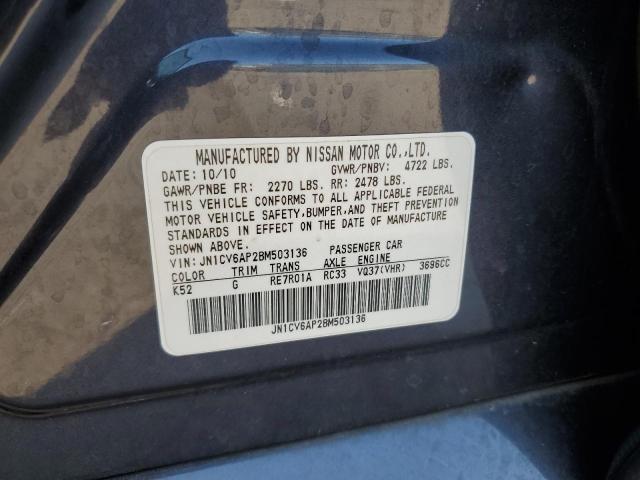 MANUFACTURED BY NISSAN MOTOR CO.,LTD.
DATE: 10/10 GVWR/PNBV: 4722 LBS.
GAWR/PNBE FR: 2270 LBS. RR: 2478 LBS.
THIS VEHICLE CONFORMS TO ALL APPLICABLE FEDERAL
MOTOR VEHICLE SAFETY,BUMPER,AND THEFT PREVENTION
STANDARDS IN EFFECT ON THE DATE OF MANUFACTURE
SHOWN ABOVE.
VIN: JN1CV6AP2BM503136 PASSENGER CAR
COLOR TRIM TRANS AXLE ENGINE
K52 G RE7R01A RC33 VQ37(VHR) 3696CC
JN1CV6AP2BM503136